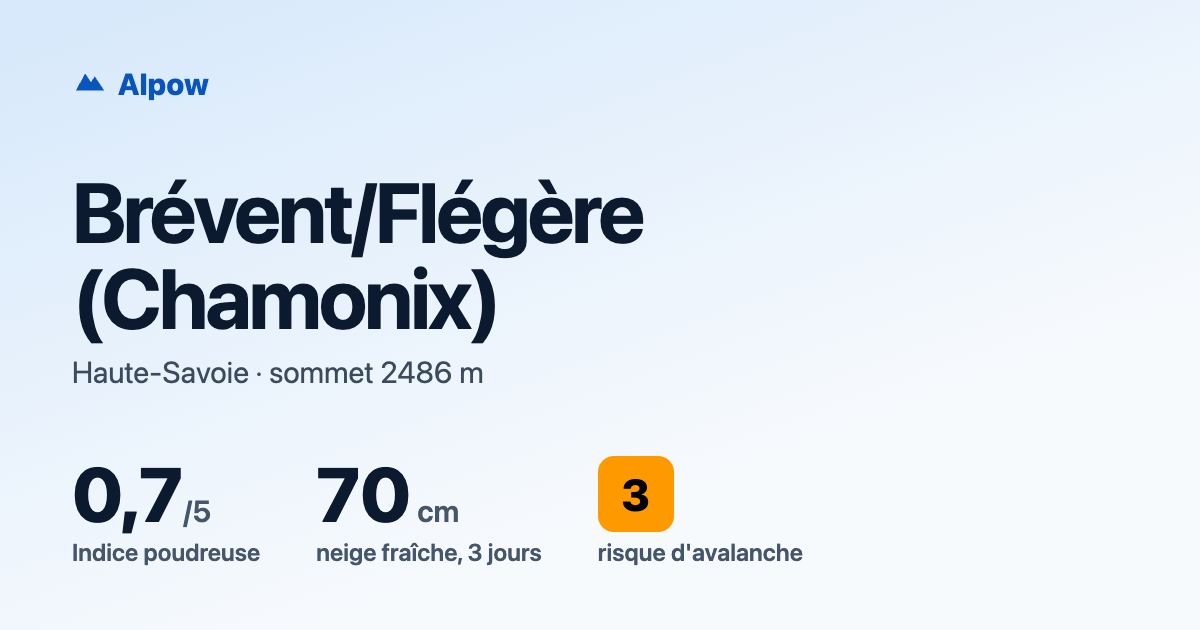 Alpow
Brévent/Flégère
(Chamonix)
Haute-Savoie · sommet 2486 m
0,7/5
Indice poudreuse
70 cm
neige fraîche, 3 jours
3
risque d'avalanche